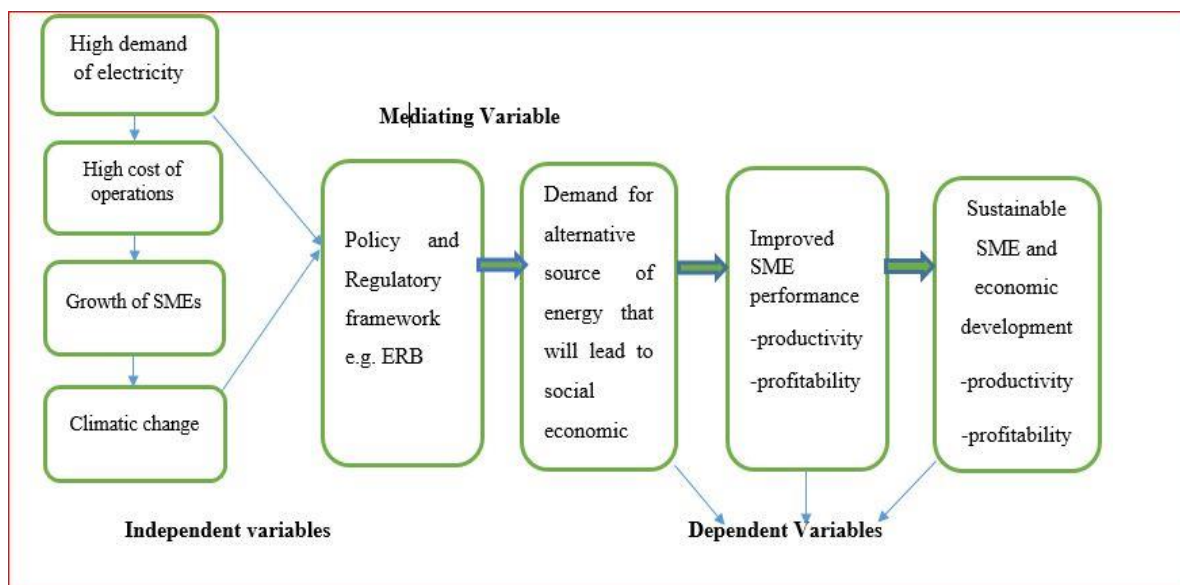 High demand
of electricity
High cost of
operations
Growth of SMEs
Climatic change
Independent variables
Mediating Variable
Policy and
Regulatory
framework
e.g. ERB
Demand for
alternative
source of
energy that
will lead to
social
economic
Improved
SME
performance
-productivity
-profitability
Sustainable
SME and
economic
development
-productivity
-profitability
Dependent Variables